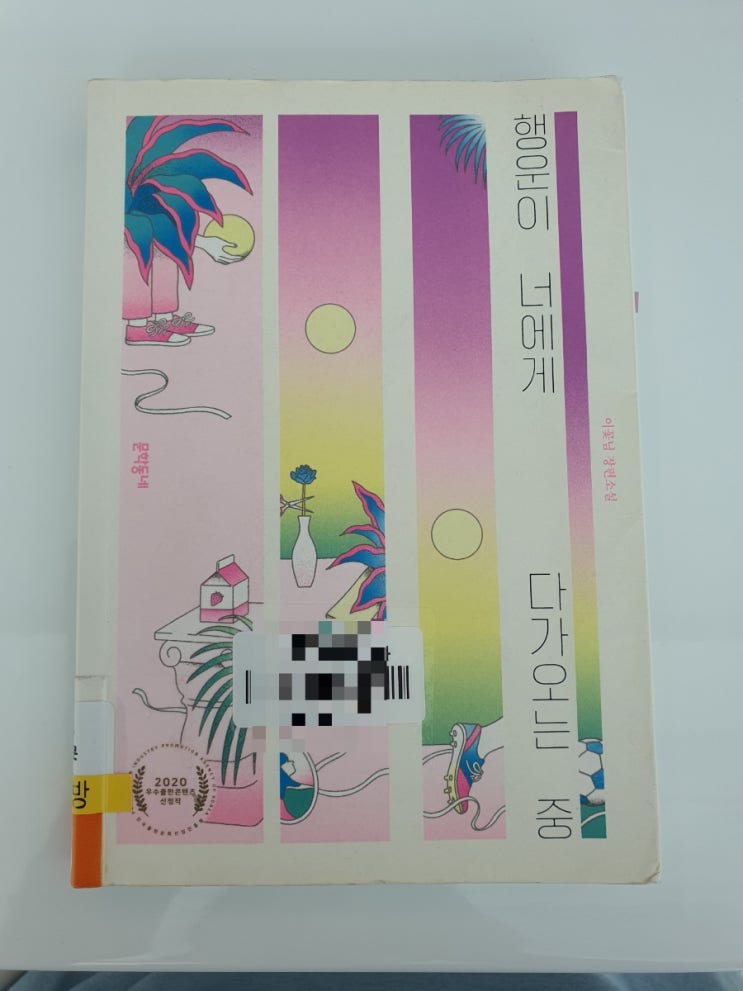 행운이 너에게 다가오는 중
이꽃님 장편소설
문학동네
방
2020
우수출판콘텐츠
선정작